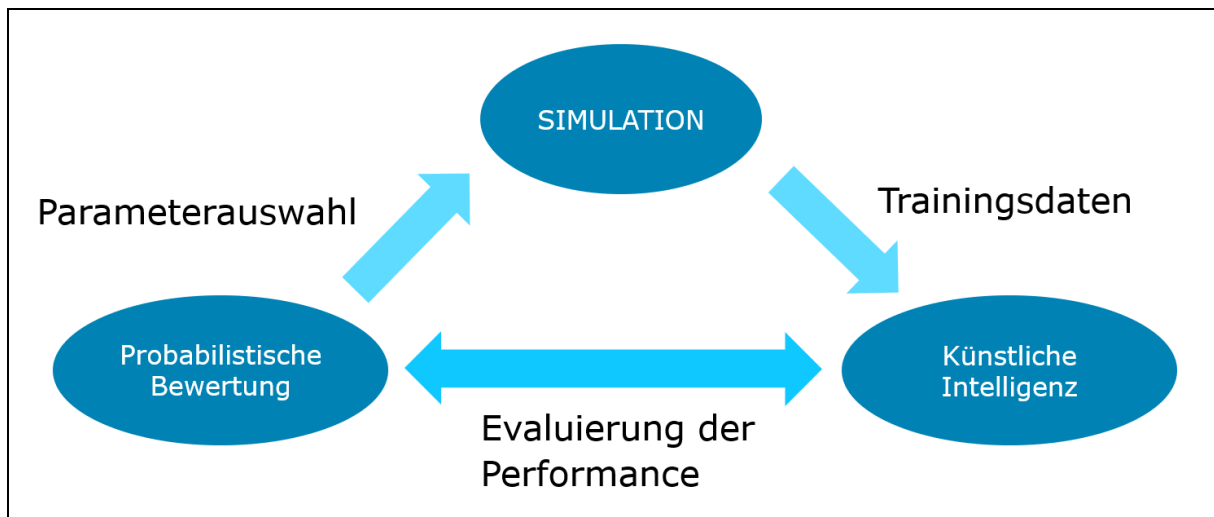 SIMULATION
Parameterauswahl
Trainingsdaten
Probabilistische
Bewertung
Künstliche
Intelligenz
Evaluierung der
Performance